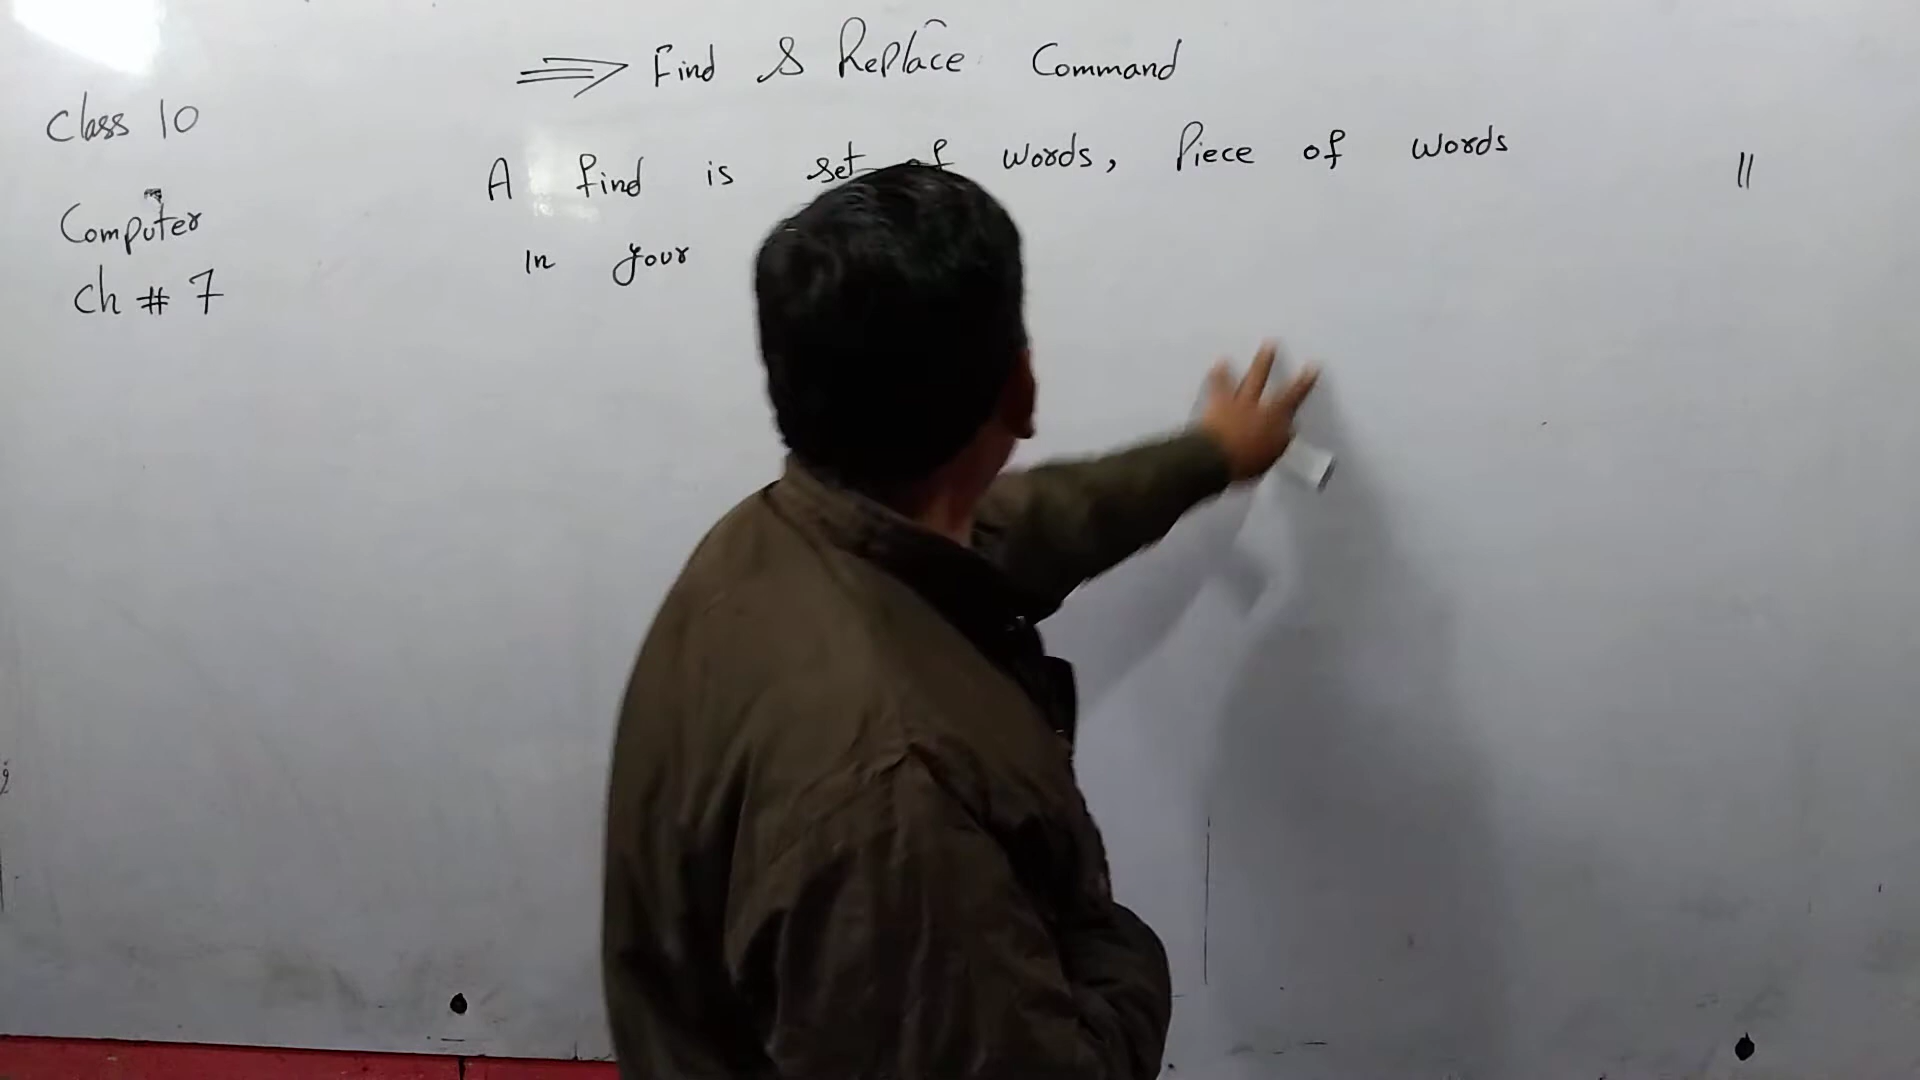 ⇒ Find & Replace Command
Class 10
Computer
Ch # 7
A find is set of words, Piece of words
in your